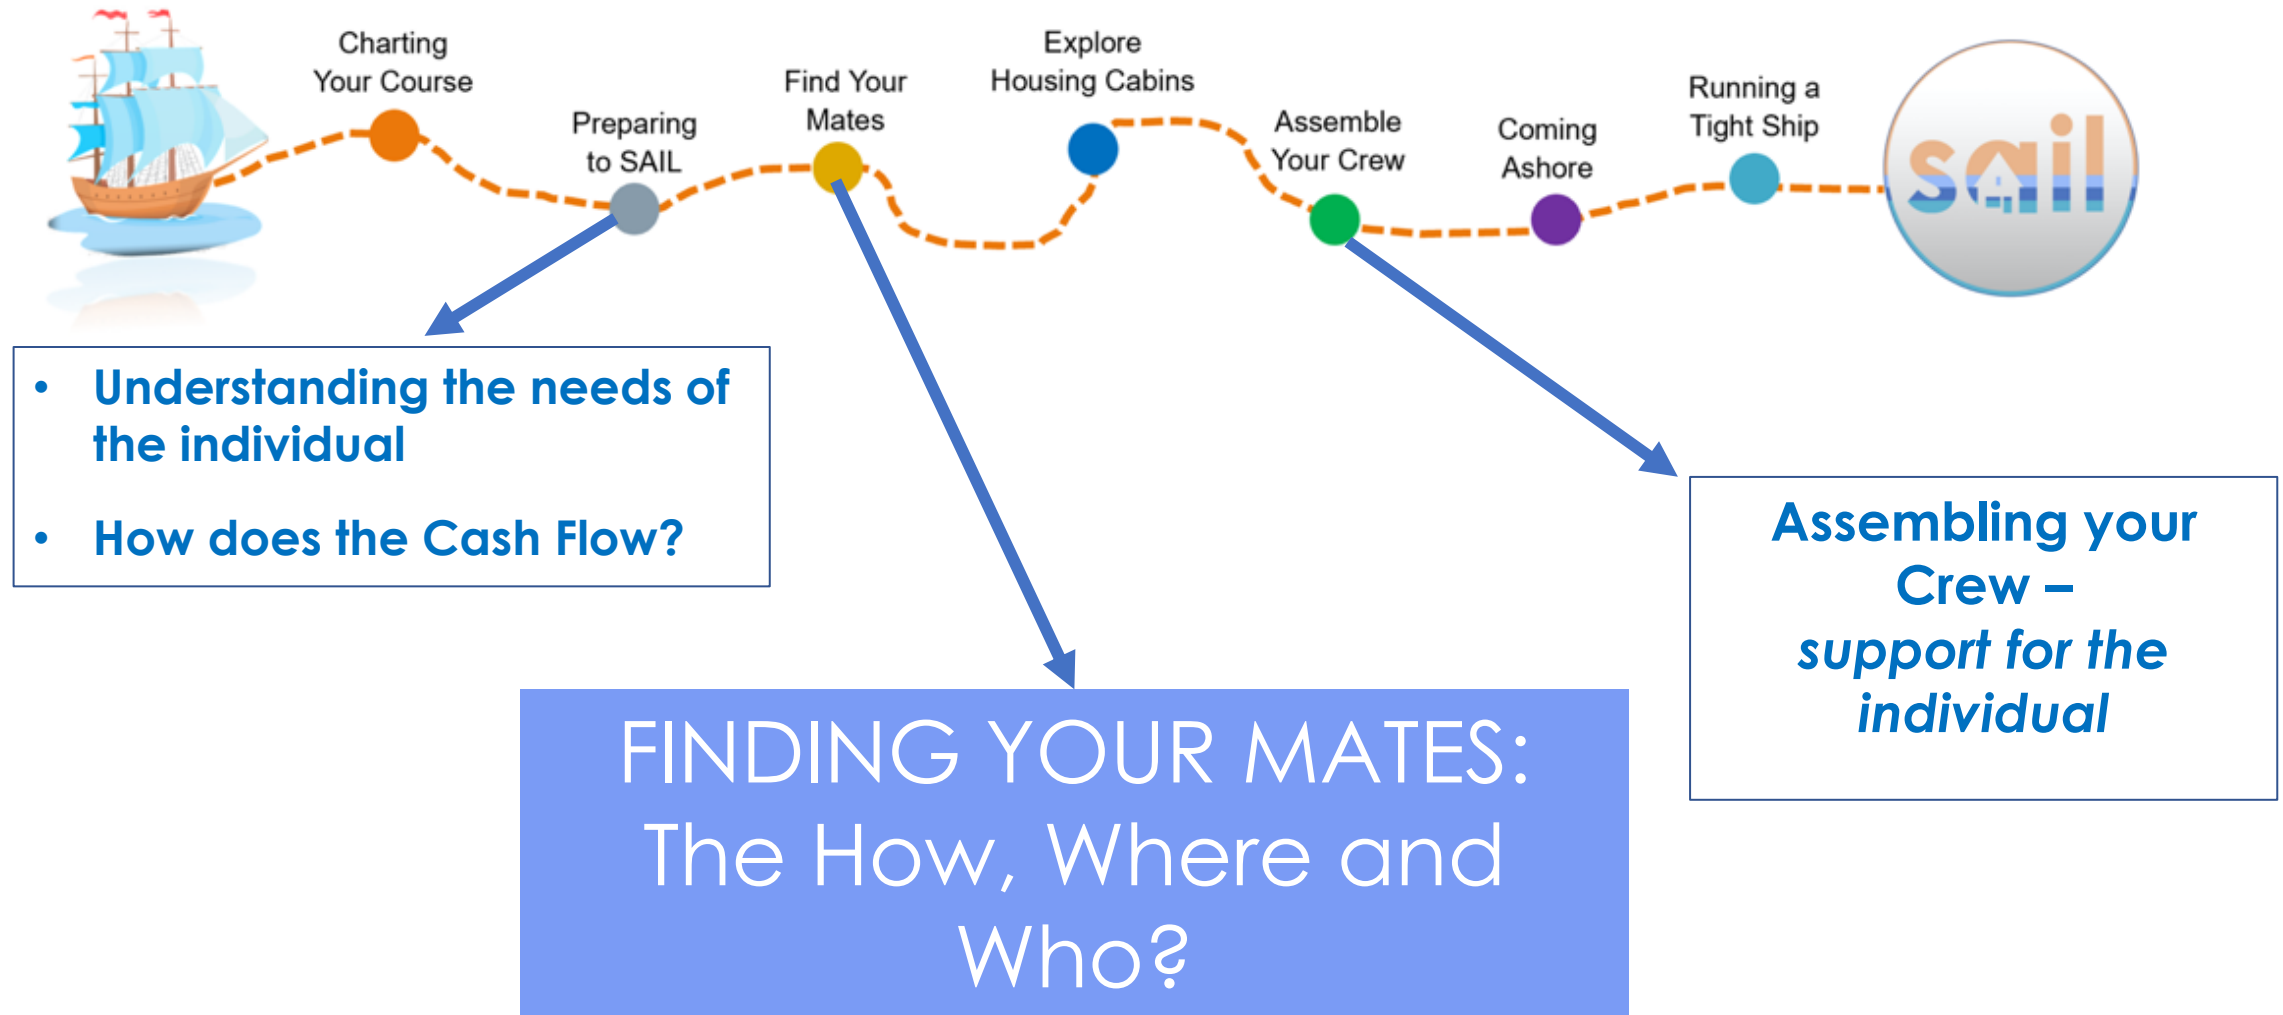 Charting
Your Course
Preparing
to SAIL
Find Your
Mates
Explore
Housing Cabins
Assemble
Your Crew
Coming
Ashore
Running a
Tight Ship
sail
• Understanding the needs of
the individual
• How does the Cash Flow?
Assembling your
Crew –
support for the
individual
FINDING YOUR MATES:
The How, Where and
Who?